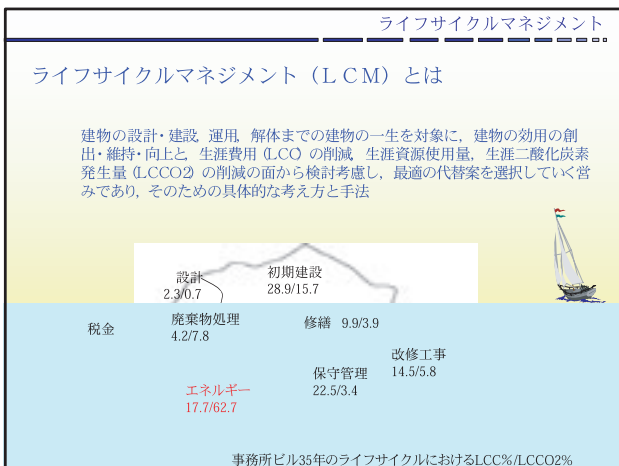 ライフサイクルマネジメント
ライフサイクルマネジメント（ＬＣＭ）とは
建物の設計・建設，運用，解体までの建物の一生を対象に，建物の効用の創
出・維持・向上と，生涯費用（LCC）の削減，生涯資源使用量，生涯二酸化炭素
発生量（LCCO2）の削減の面から検討考慮し，最適の代替案を選択していく営
みであり，そのための具体的な考え方と手法
設計
2.3/0.7
初期建設
28.9/15.7
税金
廃棄物処理
4.2/7.8
修繕 9.9/3.9
改修工事
14.5/5.8
保守管理
22.5/3.4
エネルギー
17.7/62.7
事務所ビル35年のライフサイクルにおけるLCC%/LCCO2%